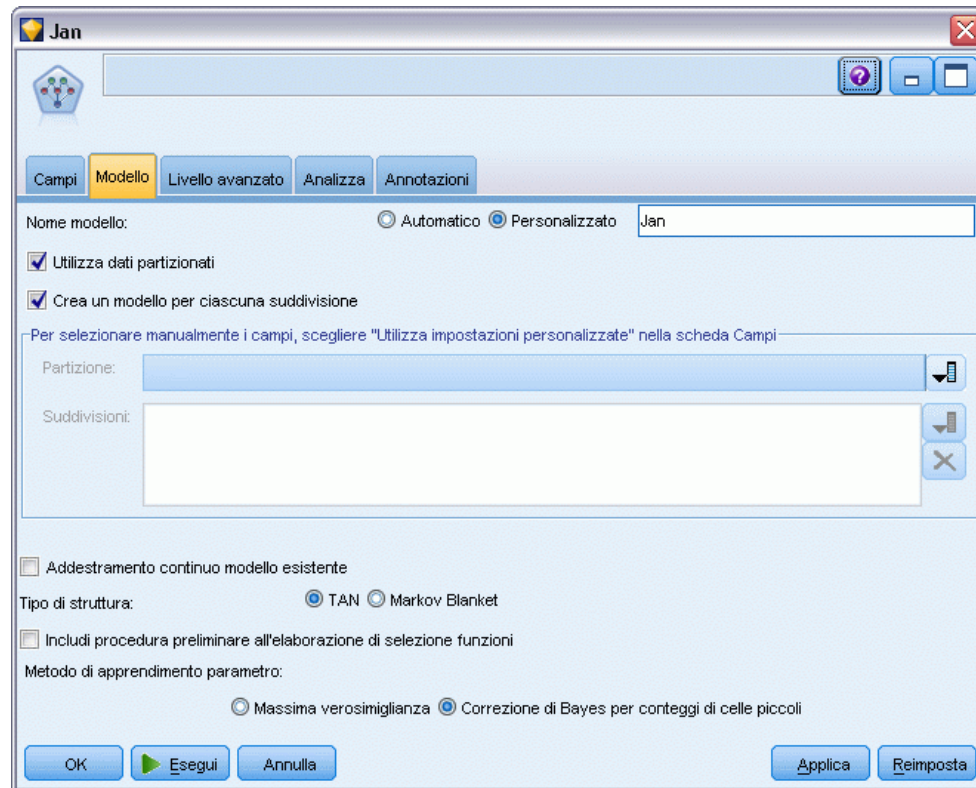 Jan
Campi Modello Livello avanzato Analizza Annotazioni
Nome modello: Automatico Personalizzato Jan
Utilizza dati partizionati
Crea un modello per ciascuna suddivisione
Per selezionare manualmente i campi, scegliere "Utilizza impostazioni personalizzate" nella scheda Campi
Partizione:
Suddivisioni:
Addestramento continuo modello esistente
Tipo di struttura: TAN Markov Blanket
Includi procedura preliminare all'elaborazione di selezione funzioni
Metodo di apprendimento parametro:
Massima verosimiglianza Correzione di Bayes per conteggi di celle piccoli
OK Esegui Annulla Applica Reimposta